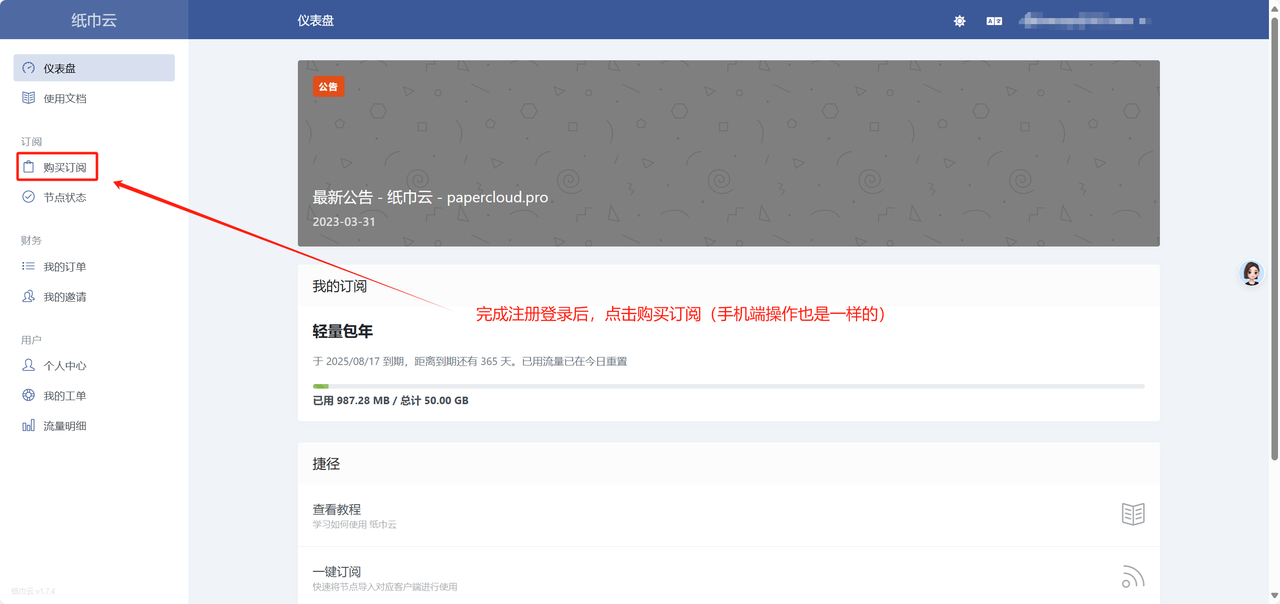 纸巾云
仪表盘
仪表盘
使用文档
订阅
购买订阅
节点状态
财务
我的订单
我的邀请
用户
个人中心
我的工单
流量明细
纸巾云 v1.7.4
公告
最新公告 - 纸巾云 - papercloud.pro
2023-03-31
我的订阅
完成注册登录后，点击购买订阅（手机端操作也是一样的）
轻量包年
于 2025/08/17 到期，距离到期还有 365 天。已用流量已在今日重置
已用 987.28 MB / 总计 50.00 GB
捷径
查看教程
学习如何使用 纸巾云
一键订阅
快速将节点导入对应客户端进行使用